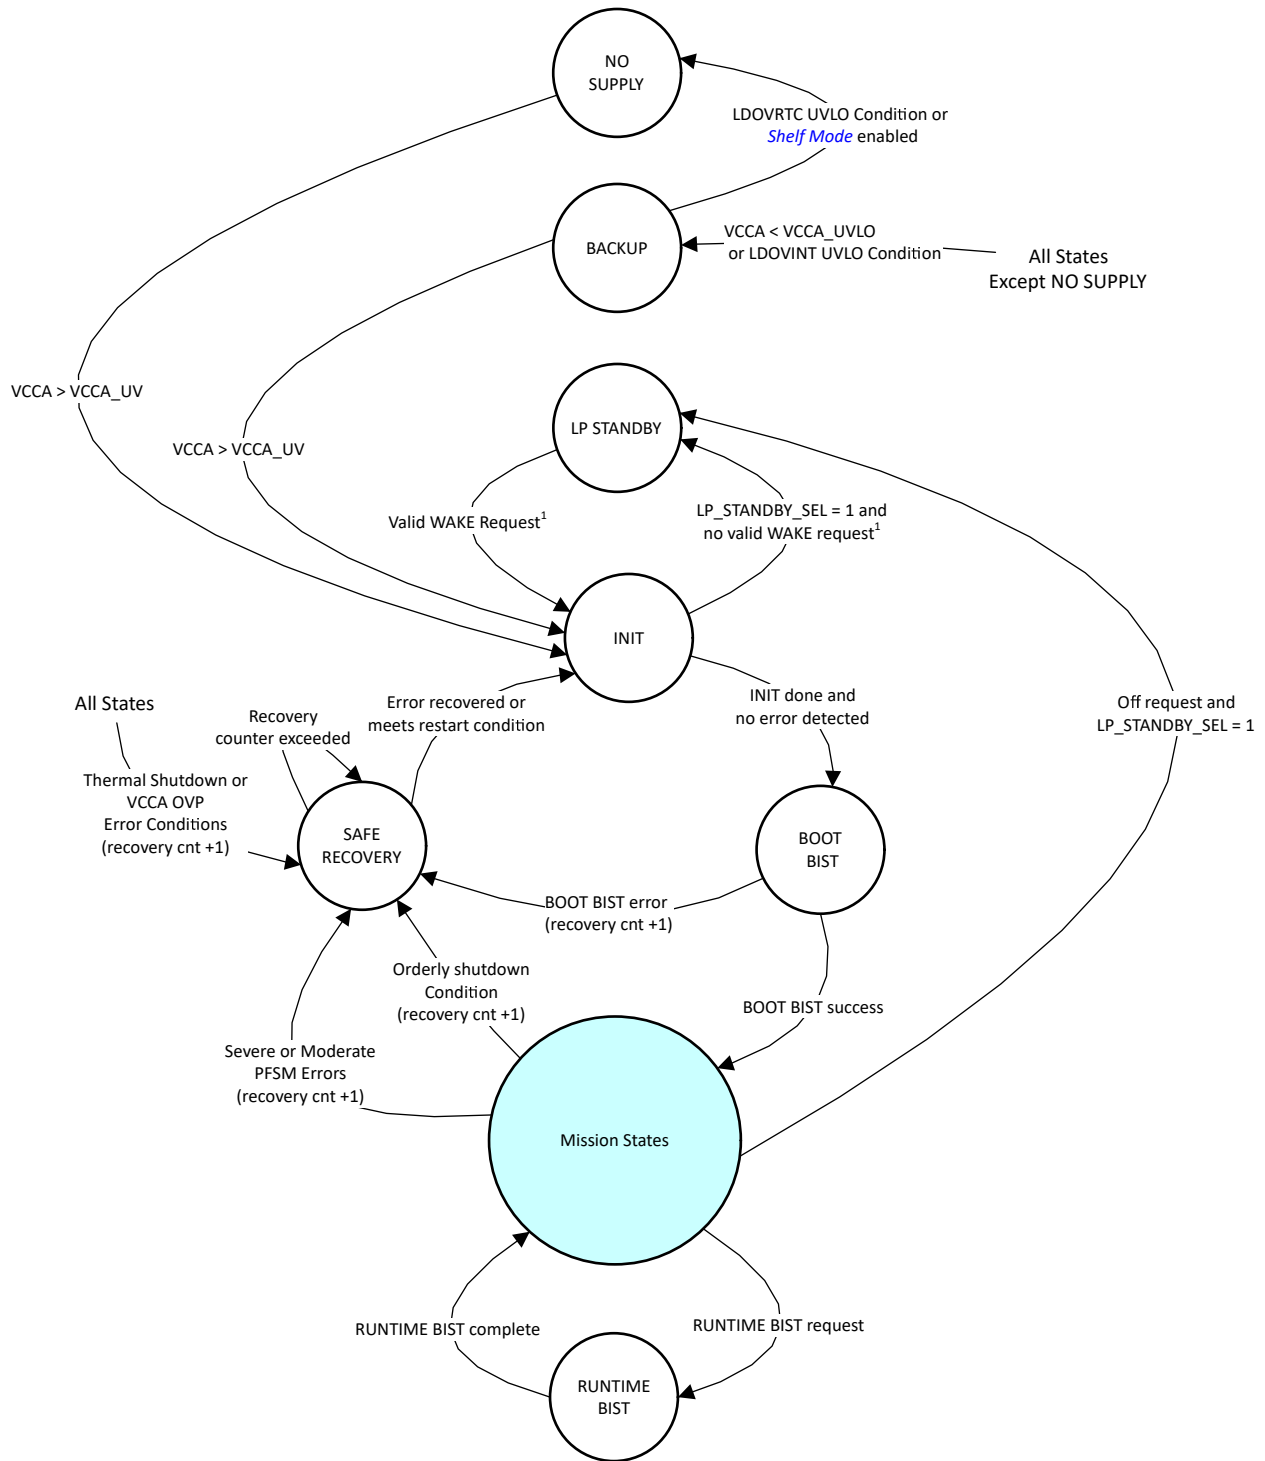 NO
SUPPLY
LDOVRTC UVLO Condition or
Shelf Mode enabled
BACKUP
VCCA < VCCA_UVLO
or LDOVINT UVLO Condition
All States
Except NO SUPPLY
VCCA > VCCA_UV
VCCA > VCCA_UV
LP STANDBY
Valid WAKE Request1
LP_STANDBY_SEL = 1 and
no valid WAKE request1
INIT
All States
Recovery
counter exceeded
Error recovered or
meets restart condition
INIT done and
no error detected
Off request and
LP_STANDBY_SEL = 1
Thermal Shutdown or
VCCA OVP
Error Conditions
(recovery cnt +1)
SAFE
RECOVERY
BOOT
BIST
BOOT BIST error
(recovery cnt +1)
Orderly shutdown
Condition
(recovery cnt +1)
BOOT BIST success
Severe or Moderate
PFSM Errors
(recovery cnt +1)
Mission States
RUNTIME BIST complete
RUNTIME BIST request
RUNTIME
BIST